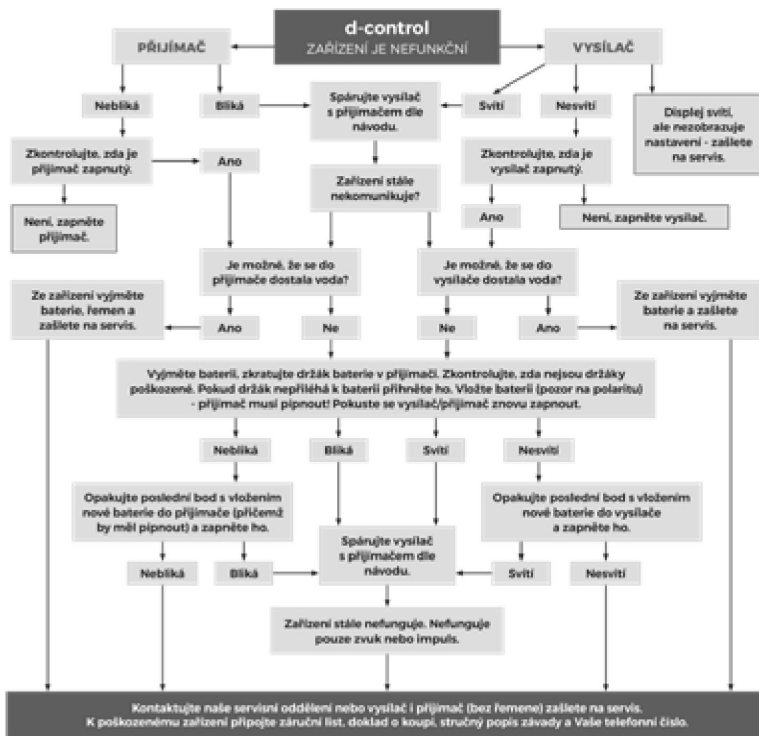 d-control
ZAŘÍZENÍ JE NEFUNKČNÍ
PŘIJÍMAČ
VYSÍLAČ
Nebliká
Bliká
Spárujte vysílač
s přijímačem dle
návodu.
Svítí
Nesvítí
Displej svítí,
ale nezobrazuje
nastavení - zašlete
na servis.
Zkontrolujte, zda je
přijímač zapnutý.
Ano
Zařízení stále
nekomunikuje?
Zkontrolujte, zda je
vysílač zapnutý.
Není, zapněte
přijímač.
Ano
Není, zapněte vysílač.
Je možné, že se do
přijímače dostala voda?
Je možné, že se do
vysílače dostala voda?
Ze zařízení vyjměte
baterie, řemen a
zašlete na servis.
Ano
Ne
Ne
Ano
Ze zařízení vyjměte
baterie a zašlete
na servis.
Vyjměte baterii, zkratujte držák baterie v přijímači. Zkontrolujte, zda nejsou držáky
poškozené. Pokud držák nepřiléhá k baterii přihněte ho. Vložte baterii (pozor na polaritu)
- přijímač musí pípnout! Pokuste se vysílač/přijímač znovu zapnout.
Nebliká
Bliká
Svítí
Nesvítí
Opakujte poslední bod s vložením
nové baterie do přijímače (přičemž
by měl pípnout) a zapněte ho.
Opakujte poslední bod s vložením
nové baterie do vysílače
a zapněte ho.
Spárujte vysílač
s přijímačem dle
návodu.
Nebliká
Bliká
Svítí
Nesvítí
Zařízení stále nefunguje. Nefunguje
pouze zvuk nebo impuls.
Kontaktujte naše servisní oddělení nebo vysílač i přijímač (bez řemene) zašlete na servis.
K poškozenému zařízení připojte záruční list, doklad o koupi, stručný popis závady a Vaše telefonní číslo.